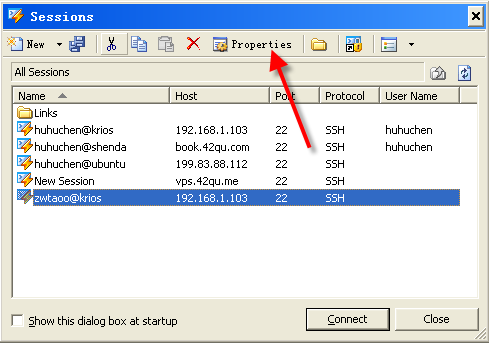 Sessions
New Properties
All Sessions
Name Host Port Protocol User Name
Links
huhuchen@krios 192.168.1.103 22 SSH huhuchen
huhuchen@shenda book.42qu.com 22 SSH huhuchen
huhuchen@ubuntu 199.83.88.112 22 SSH
New Session vps.42qu.me 22 SSH
zwtaoo@krios 192.168.1.103 22 SSH
Show this dialog box at startup Connect Close